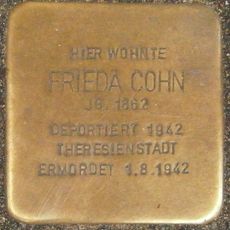 HIER WOHNTE
FRIEDA COHN
JG. 1862
DEPORTIERT 1942
THERESIENSTADT
ERMORDET 1.8.1942